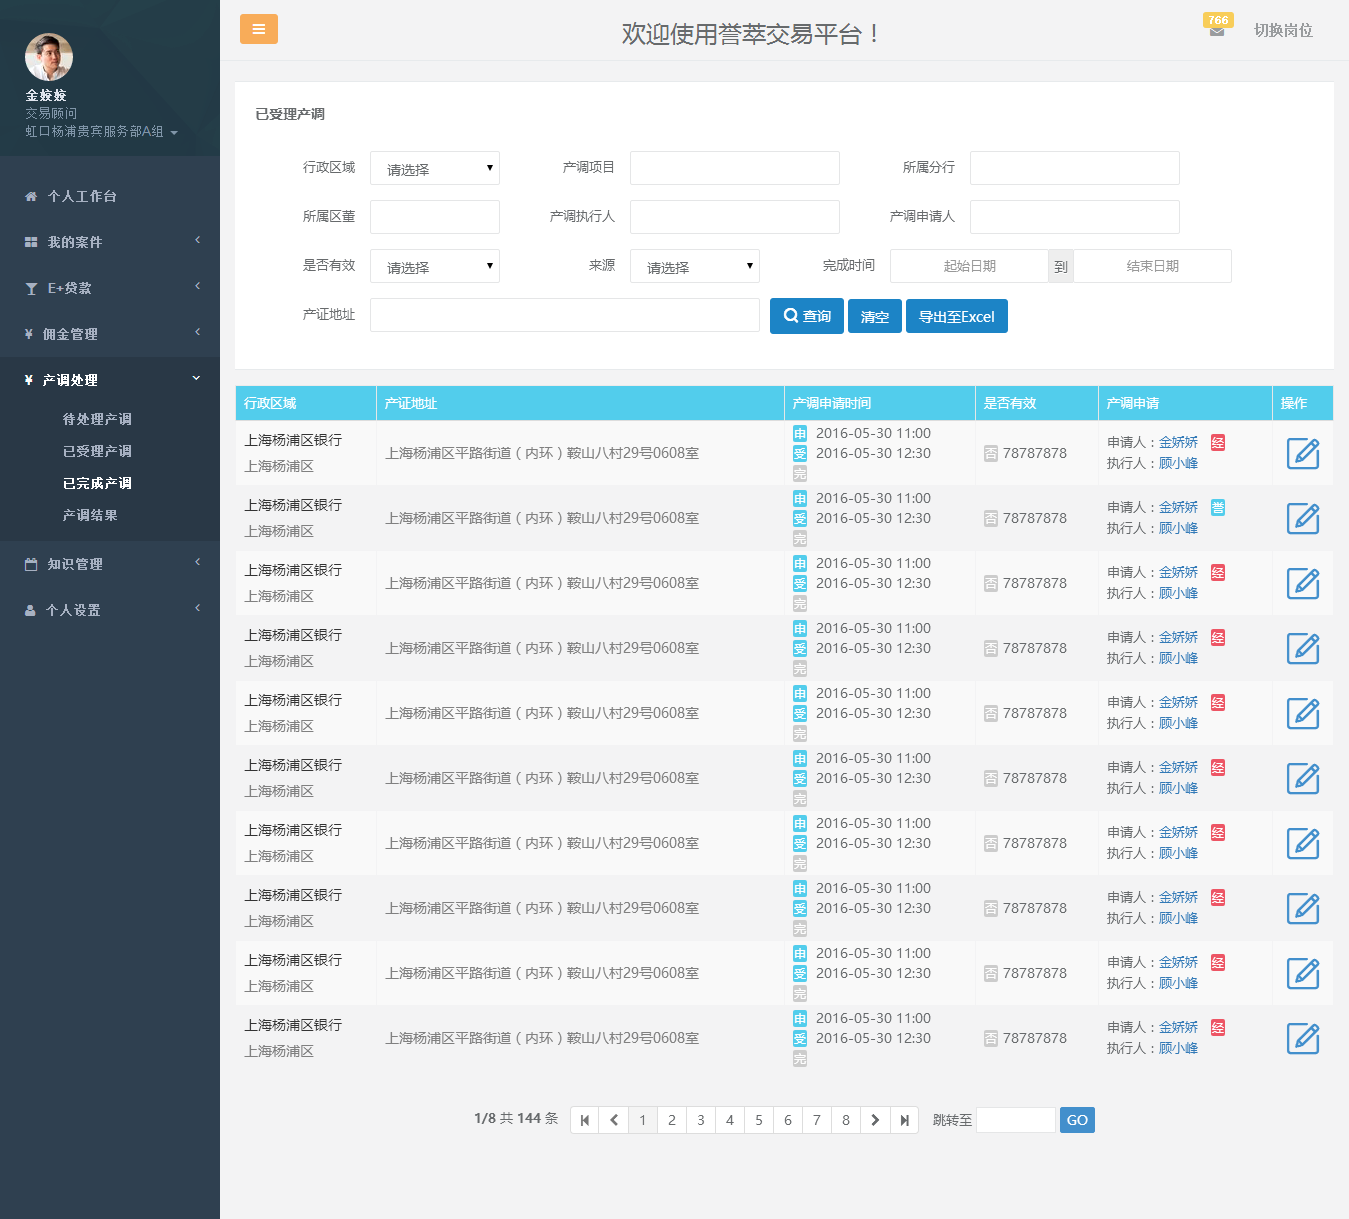 欢迎使用誉萃交易平台！
766
切换岗位
金姣姣
交易顾问
虹口杨浦贵宾服务部A组
个人工作台
我的案件
E+贷款
¥ 佣金管理
¥ 产调处理
待处理产调
已受理产调
已完成产调
产调结果
知识管理
个人设置
已受理产调
行政区域 请选择 产调项目 所属分行
所属区董 产调执行人 产调申请人
是否有效 请选择 来源 请选择 完成时间 起始日期 到 结束日期
产证地址 查询 清空 导出至Excel
行政区域 产证地址 产调申请时间 是否有效 产调申请 操作
上海杨浦区银行
上海杨浦区
上海杨浦区平路街道（内环）鞍山八村29号0608室
申 2016-05-30 11:00
受 2016-05-30 12:30
完
否 78787878
申请人：金娇娇 经
执行人：顾小峰
上海杨浦区银行
上海杨浦区
上海杨浦区平路街道（内环）鞍山八村29号0608室
申 2016-05-30 11:00
受 2016-05-30 12:30
完
否 78787878
申请人：金娇娇 誉
执行人：顾小峰
上海杨浦区银行
上海杨浦区
上海杨浦区平路街道（内环）鞍山八村29号0608室
申 2016-05-30 11:00
受 2016-05-30 12:30
完
否 78787878
申请人：金娇娇 经
执行人：顾小峰
上海杨浦区银行
上海杨浦区
上海杨浦区平路街道（内环）鞍山八村29号0608室
申 2016-05-30 11:00
受 2016-05-30 12:30
完
否 78787878
申请人：金娇娇 经
执行人：顾小峰
上海杨浦区银行
上海杨浦区
上海杨浦区平路街道（内环）鞍山八村29号0608室
申 2016-05-30 11:00
受 2016-05-30 12:30
完
否 78787878
申请人：金娇娇 经
执行人：顾小峰
上海杨浦区银行
上海杨浦区
上海杨浦区平路街道（内环）鞍山八村29号0608室
申 2016-05-30 11:00
受 2016-05-30 12:30
完
否 78787878
申请人：金娇娇 经
执行人：顾小峰
上海杨浦区银行
上海杨浦区
上海杨浦区平路街道（内环）鞍山八村29号0608室
申 2016-05-30 11:00
受 2016-05-30 12:30
完
否 78787878
申请人：金娇娇 经
执行人：顾小峰
上海杨浦区银行
上海杨浦区
上海杨浦区平路街道（内环）鞍山八村29号0608室
申 2016-05-30 11:00
受 2016-05-30 12:30
完
否 78787878
申请人：金娇娇 经
执行人：顾小峰
上海杨浦区银行
上海杨浦区
上海杨浦区平路街道（内环）鞍山八村29号0608室
申 2016-05-30 11:00
受 2016-05-30 12:30
完
否 78787878
申请人：金娇娇 经
执行人：顾小峰
上海杨浦区银行
上海杨浦区
上海杨浦区平路街道（内环）鞍山八村29号0608室
申 2016-05-30 11:00
受 2016-05-30 12:30
完
否 78787878
申请人：金娇娇 经
执行人：顾小峰
1/8 共 144 条 1 2 3 4 5 6 7 8 跳转至 GO